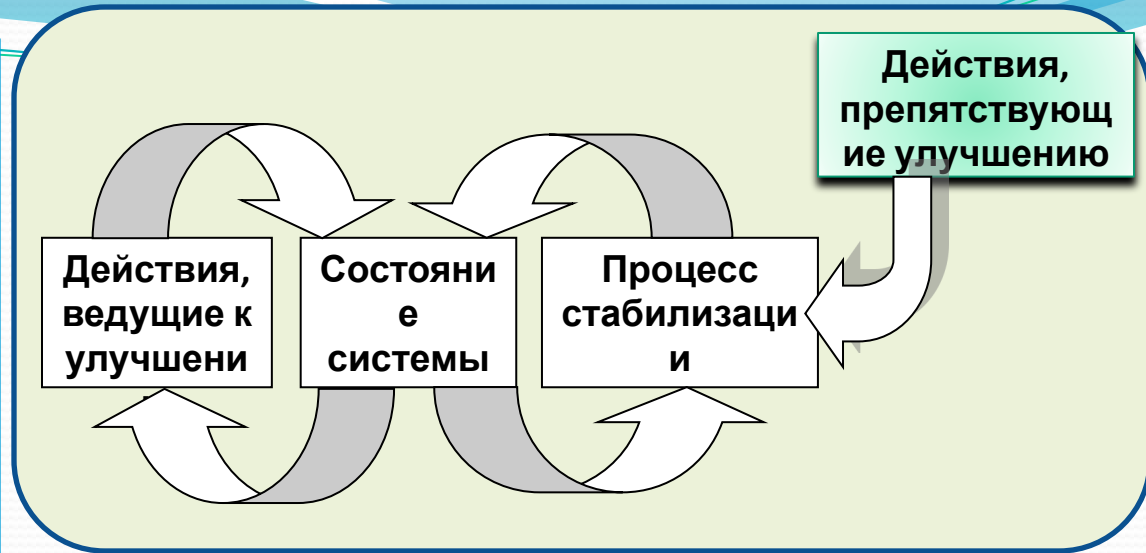 Действия,
препятствующ
ие улучшению
Действия,
ведущие к
улучшени
Состояни
е
системы
Процесс
стабилизаци
и